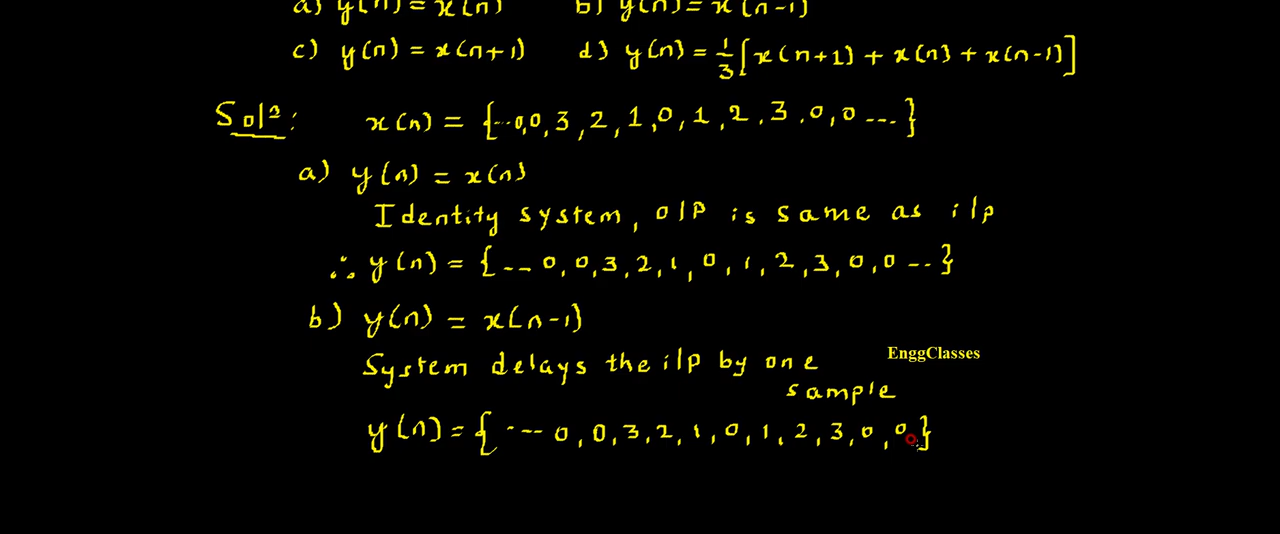 a) y(n) = x(n) b) y(n) = x(n-1)
c) y(n) = x(n+1) d) y(n) = 1/3 [x(n+1) + x(n) + x(n-1)]
Solⁿ: x(n) = {---0,0,3,2,1,0,1,2,3,0,0---}
a) y(n) = x(n)
Identity system, o/p is same as i/p
∴ y(n) = {--- 0,0,3,2,1,0,1,2,3,0,0--}
b) y(n) = x(n-1)
System delays the i/p by one
EnggClasses
sample
y(n) = {---- 0,0,3,2,1,0,1,2,3,0,0}